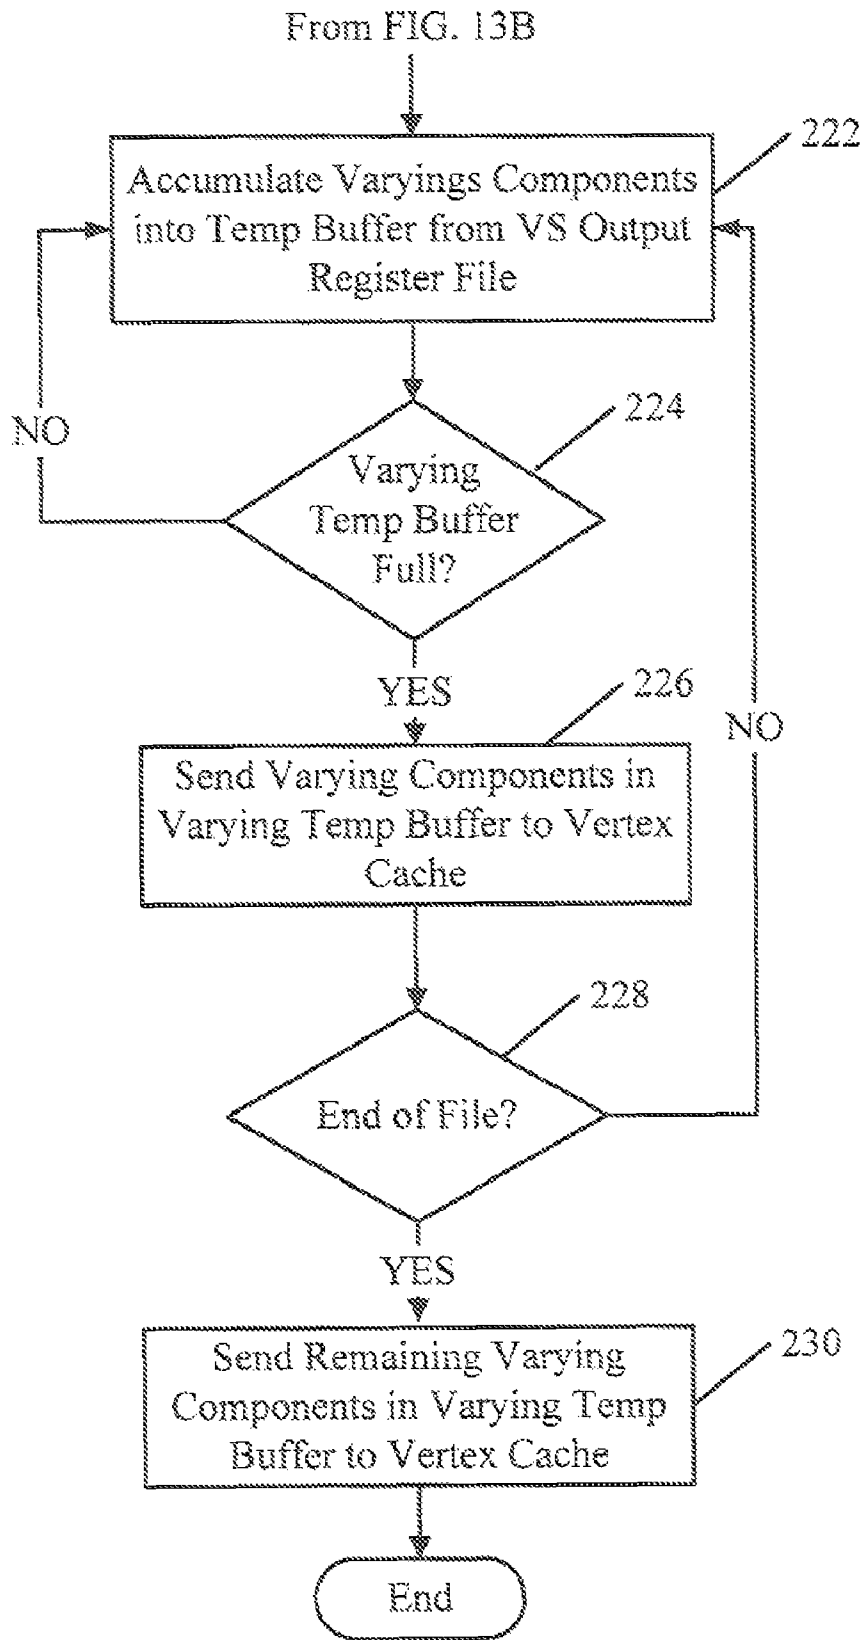 From FIG. 13B
222
Accumulate Varyings Components
into Temp Buffer from VS Output
Register File
224
NO
Varying
Temp Buffer
Full?
YES
226
NO
Send Varying Components in
Varying Temp Buffer to Vertex
Cache
228
End of File?
YES
230
Send Remaining Varying
Components in Varying Temp
Buffer to Vertex Cache
End